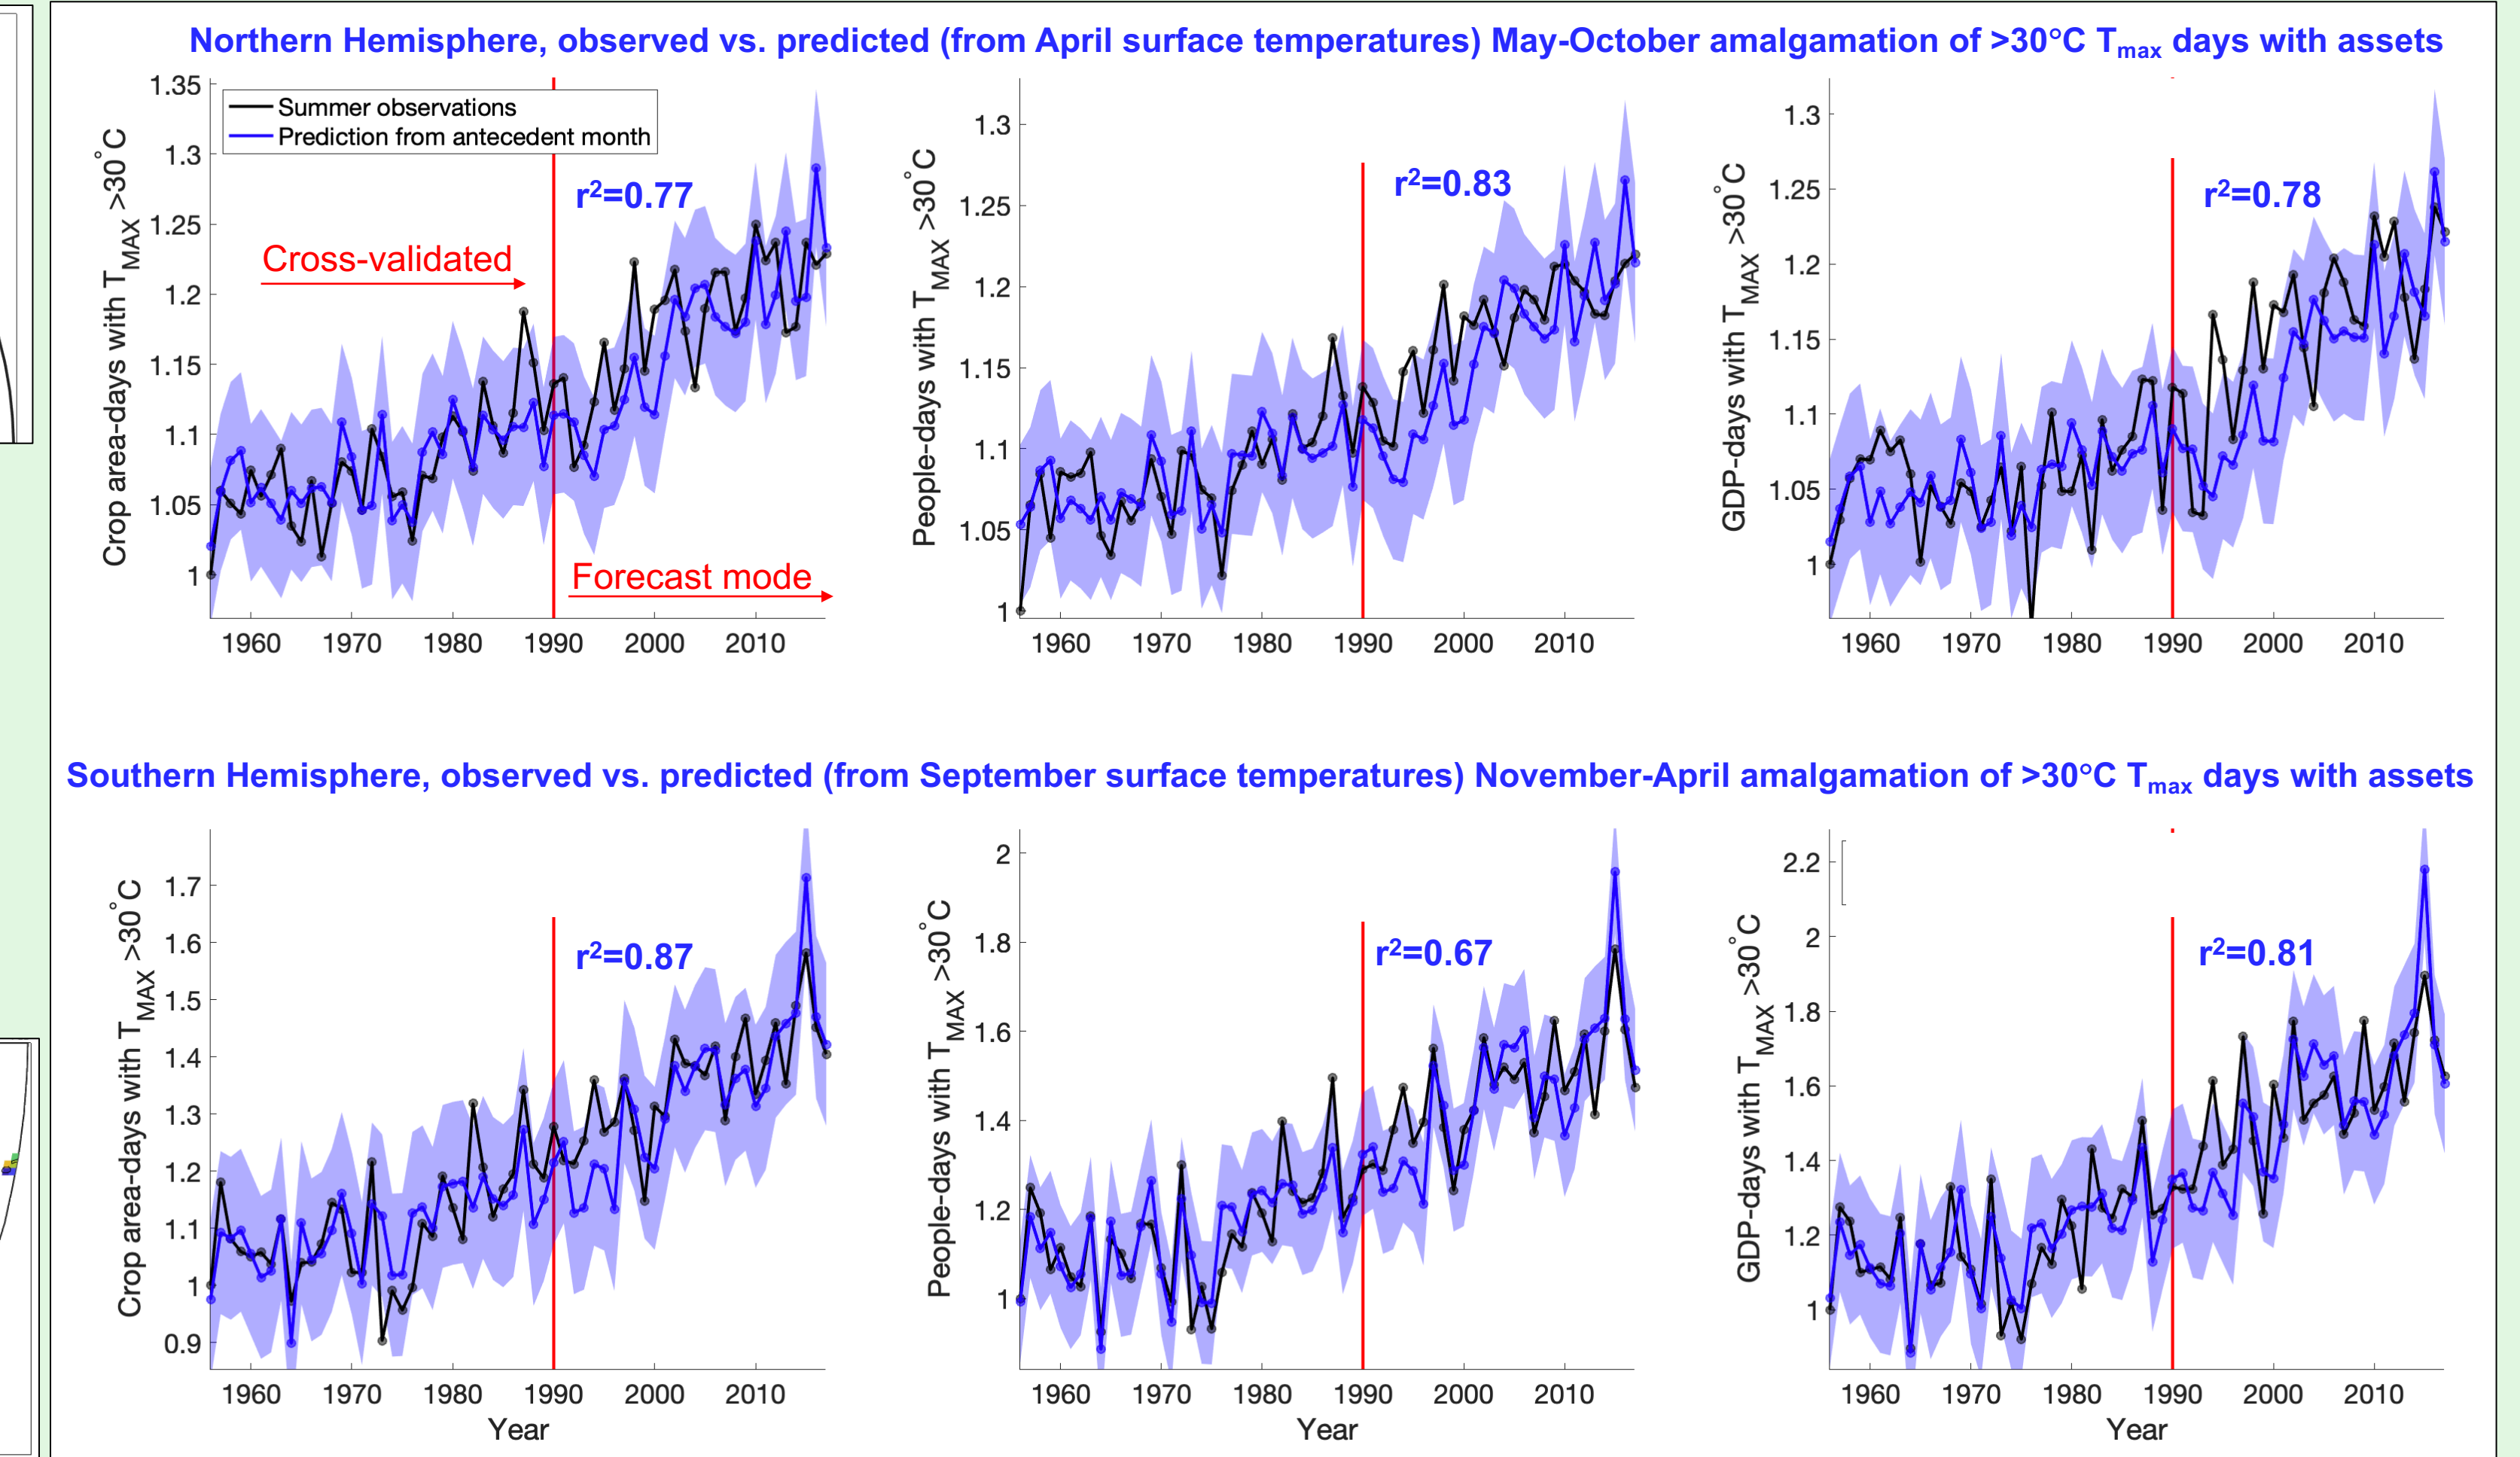 Northern Hemisphere, observed vs. predicted (from April surface temperatures) May-October amalgamation of >30°C Tmax days with assets
Crop area-days with TMAX >30°C
1.35
1.3
1.25
1.2
1.15
1.1
1.05
1
Summer observations
Prediction from antecedent month
r²=0.77
Cross-validated
Forecast mode
1960 1970 1980 1990 2000 2010
People-days with TMAX >30°C
1.3
1.25
1.2
1.15
1.1
1.05
1
r²=0.83
1960 1970 1980 1990 2000 2010
GDP-days with TMAX >30°C
1.3
1.25
1.2
1.15
1.1
1.05
1
r²=0.78
1960 1970 1980 1990 2000 2010
Southern Hemisphere, observed vs. predicted (from September surface temperatures) November-April amalgamation of >30°C Tmax days with assets
Crop area-days with TMAX >30°C
1.7
1.6
1.5
1.4
1.3
1.2
1.1
1
0.9
r²=0.87
1960 1970 1980 1990 2000 2010
Year
People-days with TMAX >30°C
2
1.8
1.6
1.4
1.2
1
r²=0.67
1960 1970 1980 1990 2000 2010
Year
GDP-days with TMAX >30°C
2.2
2
1.8
1.6
1.4
1.2
1
r²=0.81
1960 1970 1980 1990 2000 2010
Year